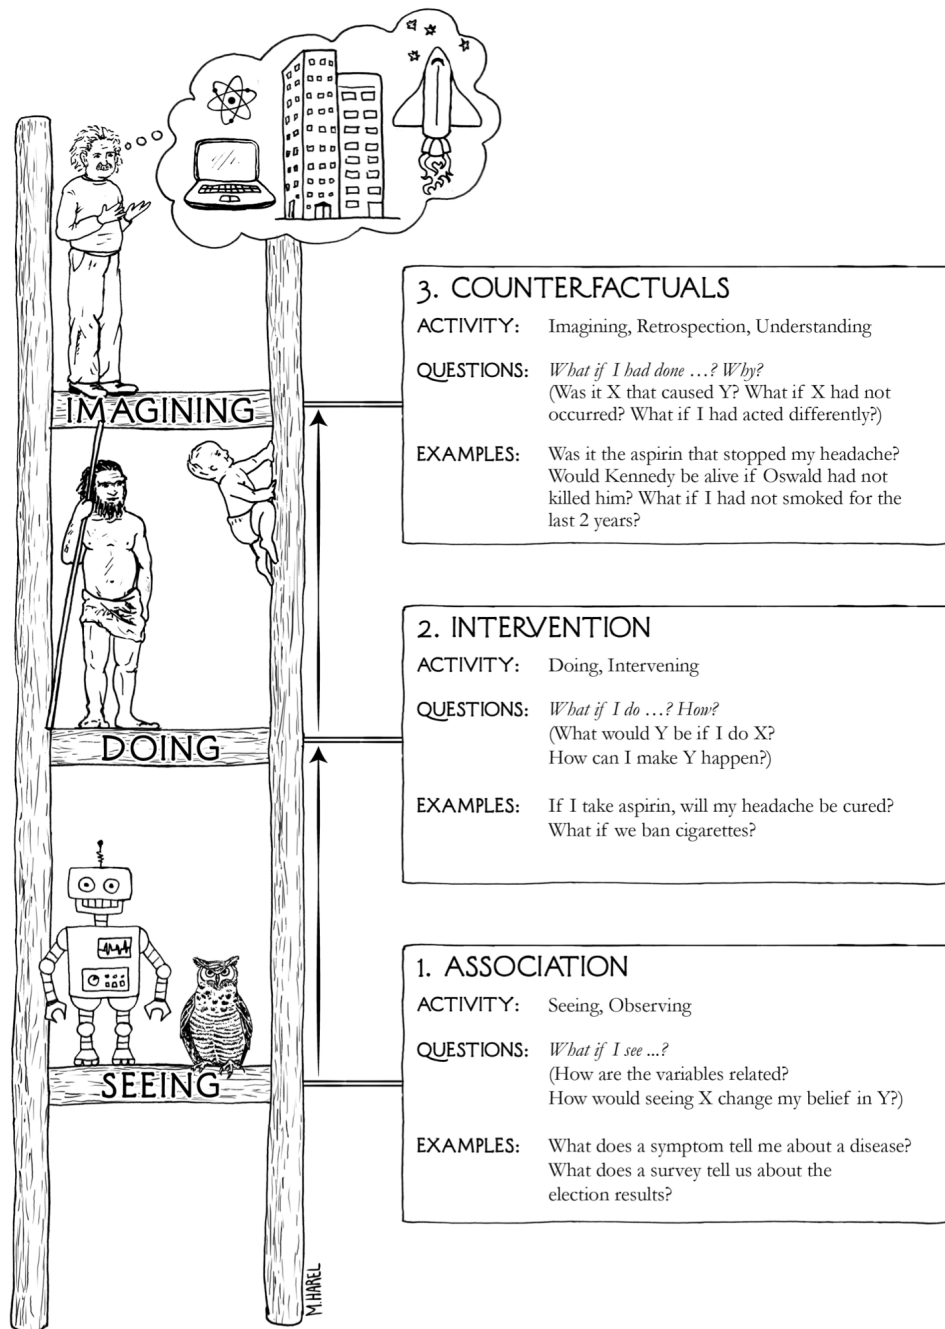 3. COUNTERFACTUALS
ACTIVITY: Imagining, Retrospection, Understanding
QUESTIONS: What if I had done …? Why?
(Was it X that caused Y? What if X had not
occurred? What if I had acted differently?)
EXAMPLES: Was it the aspirin that stopped my headache?
Would Kennedy be alive if Oswald had not
killed him? What if I had not smoked for the
last 2 years?
IMAGINING
2. INTERVENTION
ACTIVITY: Doing, Intervening
QUESTIONS: What if I do …? How?
(What would Y be if I do X?
How can I make Y happen?)
EXAMPLES: If I take aspirin, will my headache be cured?
What if we ban cigarettes?
DOING
1. ASSOCIATION
ACTIVITY: Seeing, Observing
QUESTIONS: What if I see ...?
(How are the variables related?
How would seeing X change my belief in Y?)
EXAMPLES: What does a symptom tell me about a disease?
What does a survey tell us about the
election results?
SEEING
M.HAREL